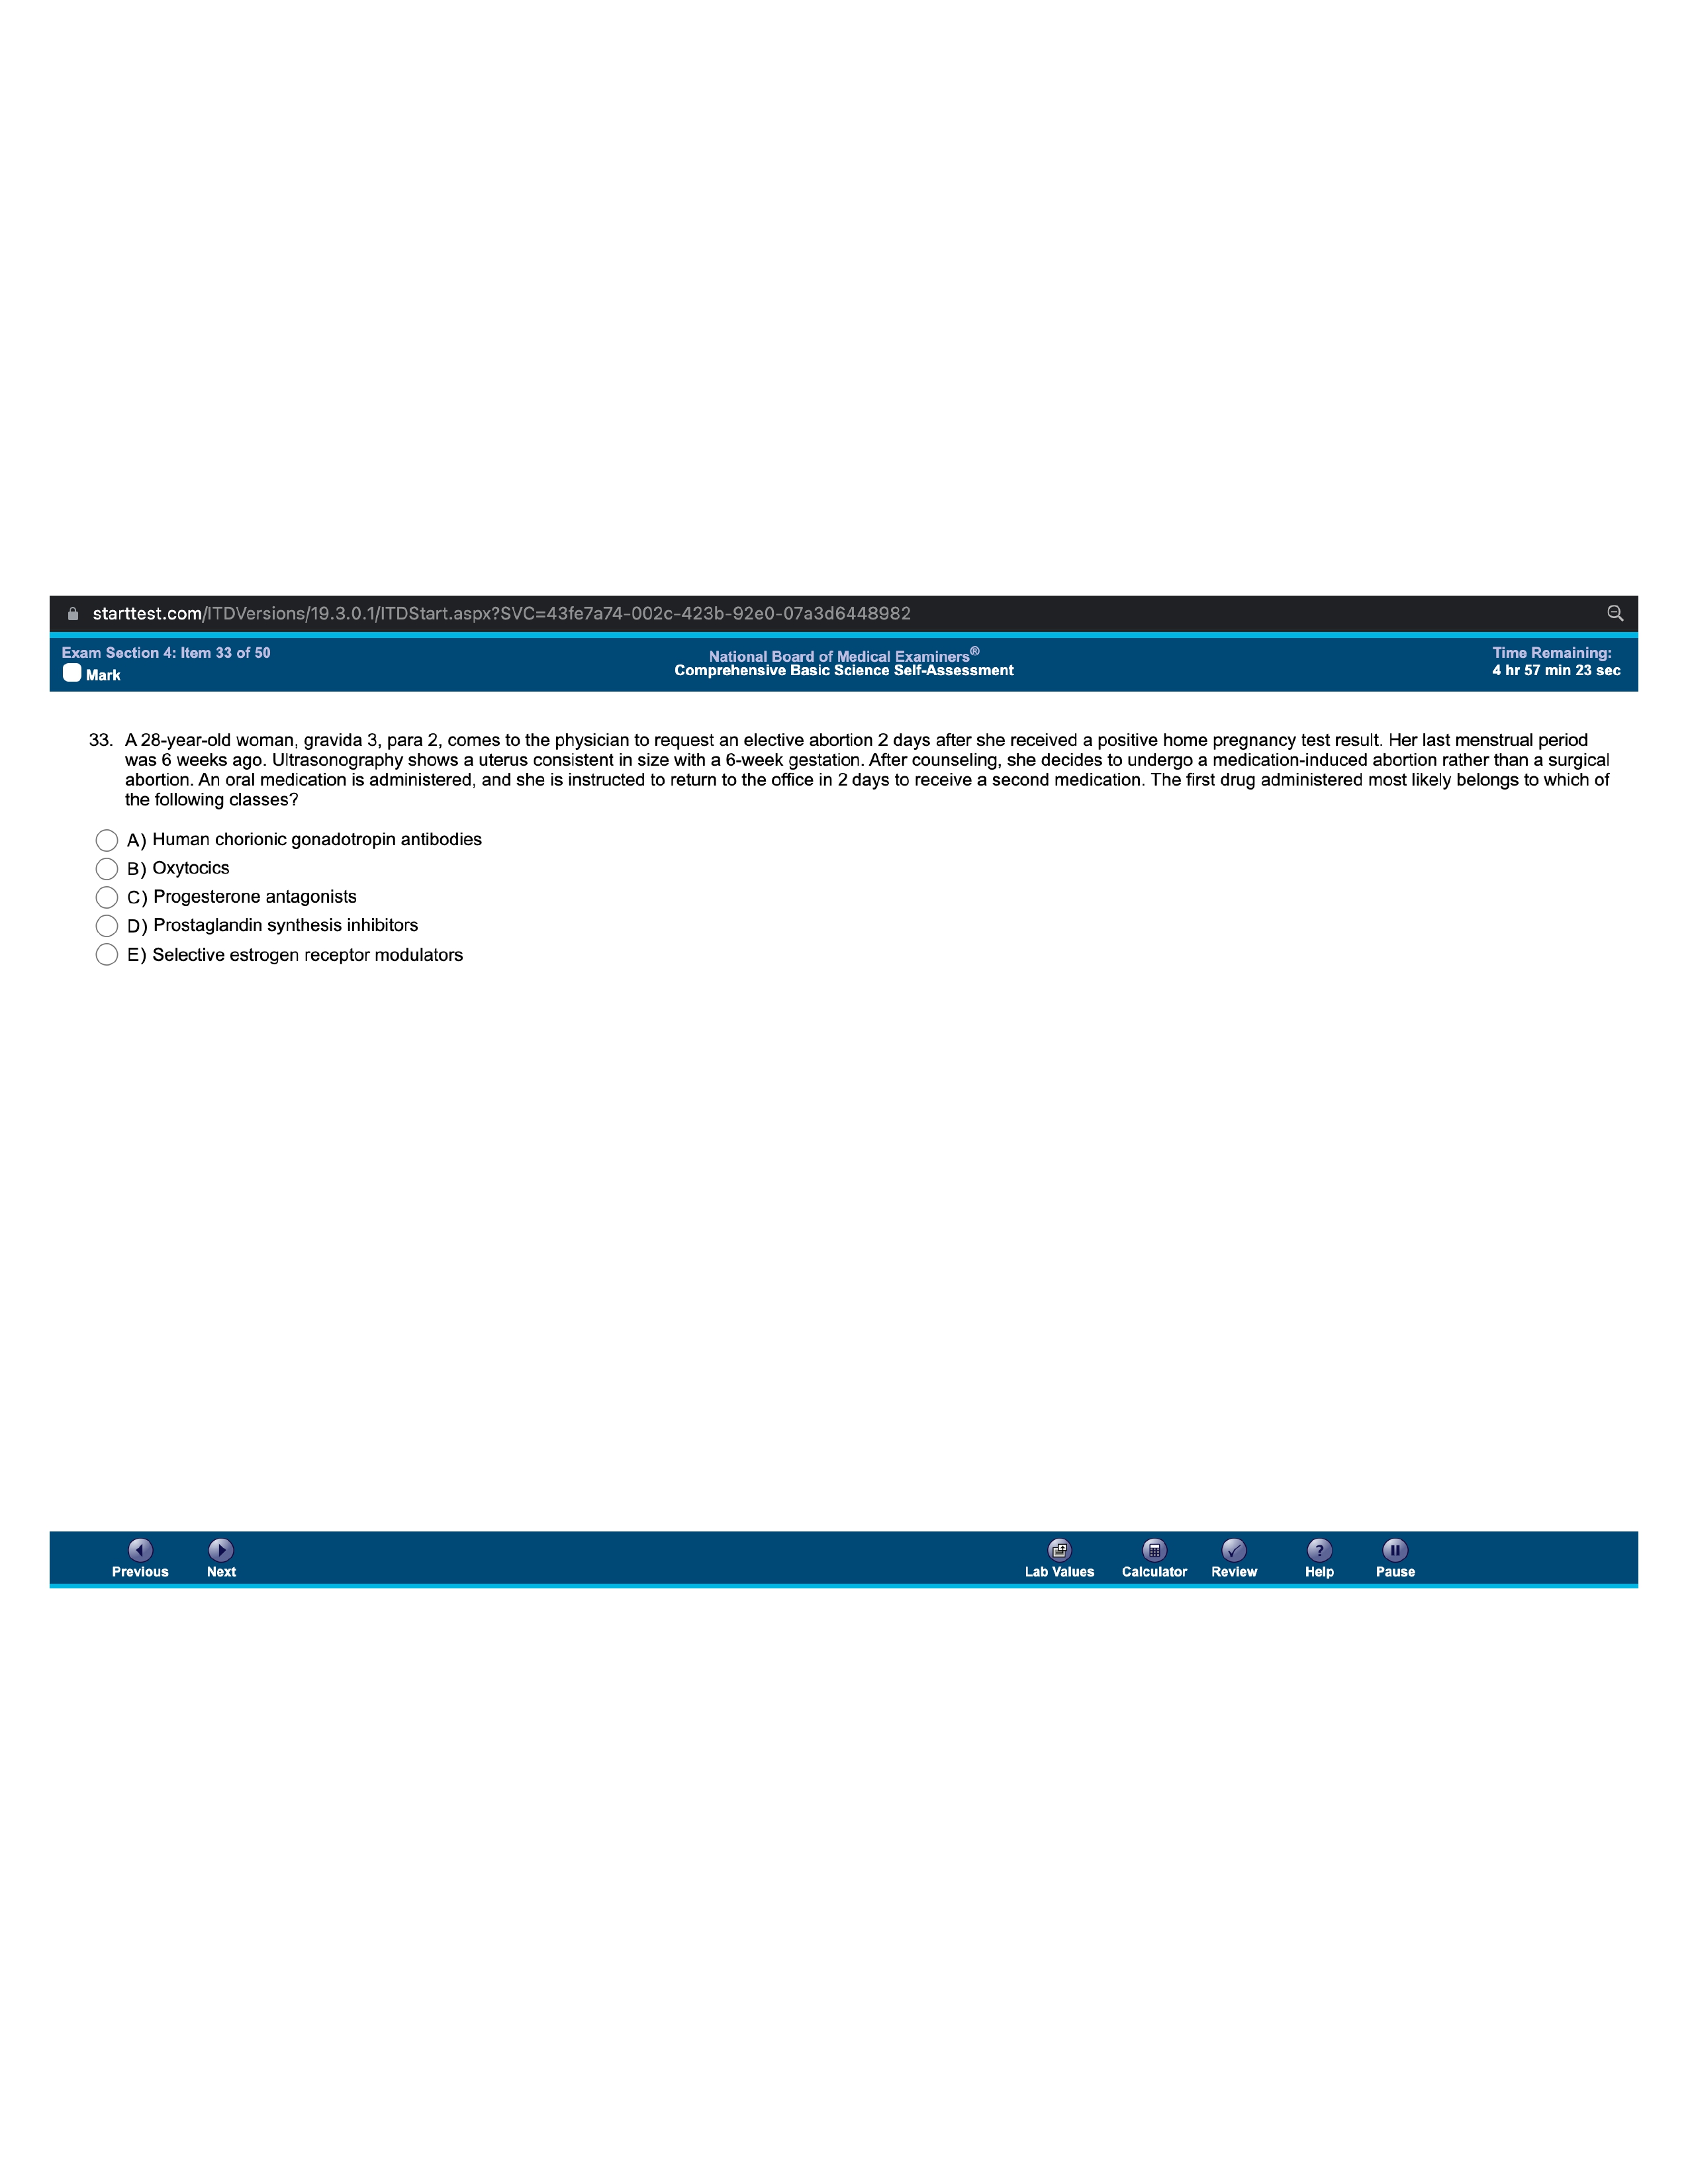 starttest.com/ITDVersions/19.3.0.1/ITDStart.aspx?SVC=43fe7a74-002c-423b-92e0-07a3d6448982
Exam Section 4: Item 33 of 50
Mark
National Board of Medical Examiners®
Comprehensive Basic Science Self-Assessment
Time Remaining:
4 hr 57 min 23 sec
33. A 28-year-old woman, gravida 3, para 2, comes to the physician to request an elective abortion 2 days after she received a positive home pregnancy test result. Her last menstrual period
was 6 weeks ago. Ultrasonography shows a uterus consistent in size with a 6-week gestation. After counseling, she decides to undergo a medication-induced abortion rather than a surgical
abortion. An oral medication is administered, and she is instructed to return to the office in 2 days to receive a second medication. The first drug administered most likely belongs to which of
the following classes?
A) Human chorionic gonadotropin antibodies
B) Oxytocics
C) Progesterone antagonists
D) Prostaglandin synthesis inhibitors
E) Selective estrogen receptor modulators
Previous
Next
Lab Values
Calculator
Review
Help
Pause